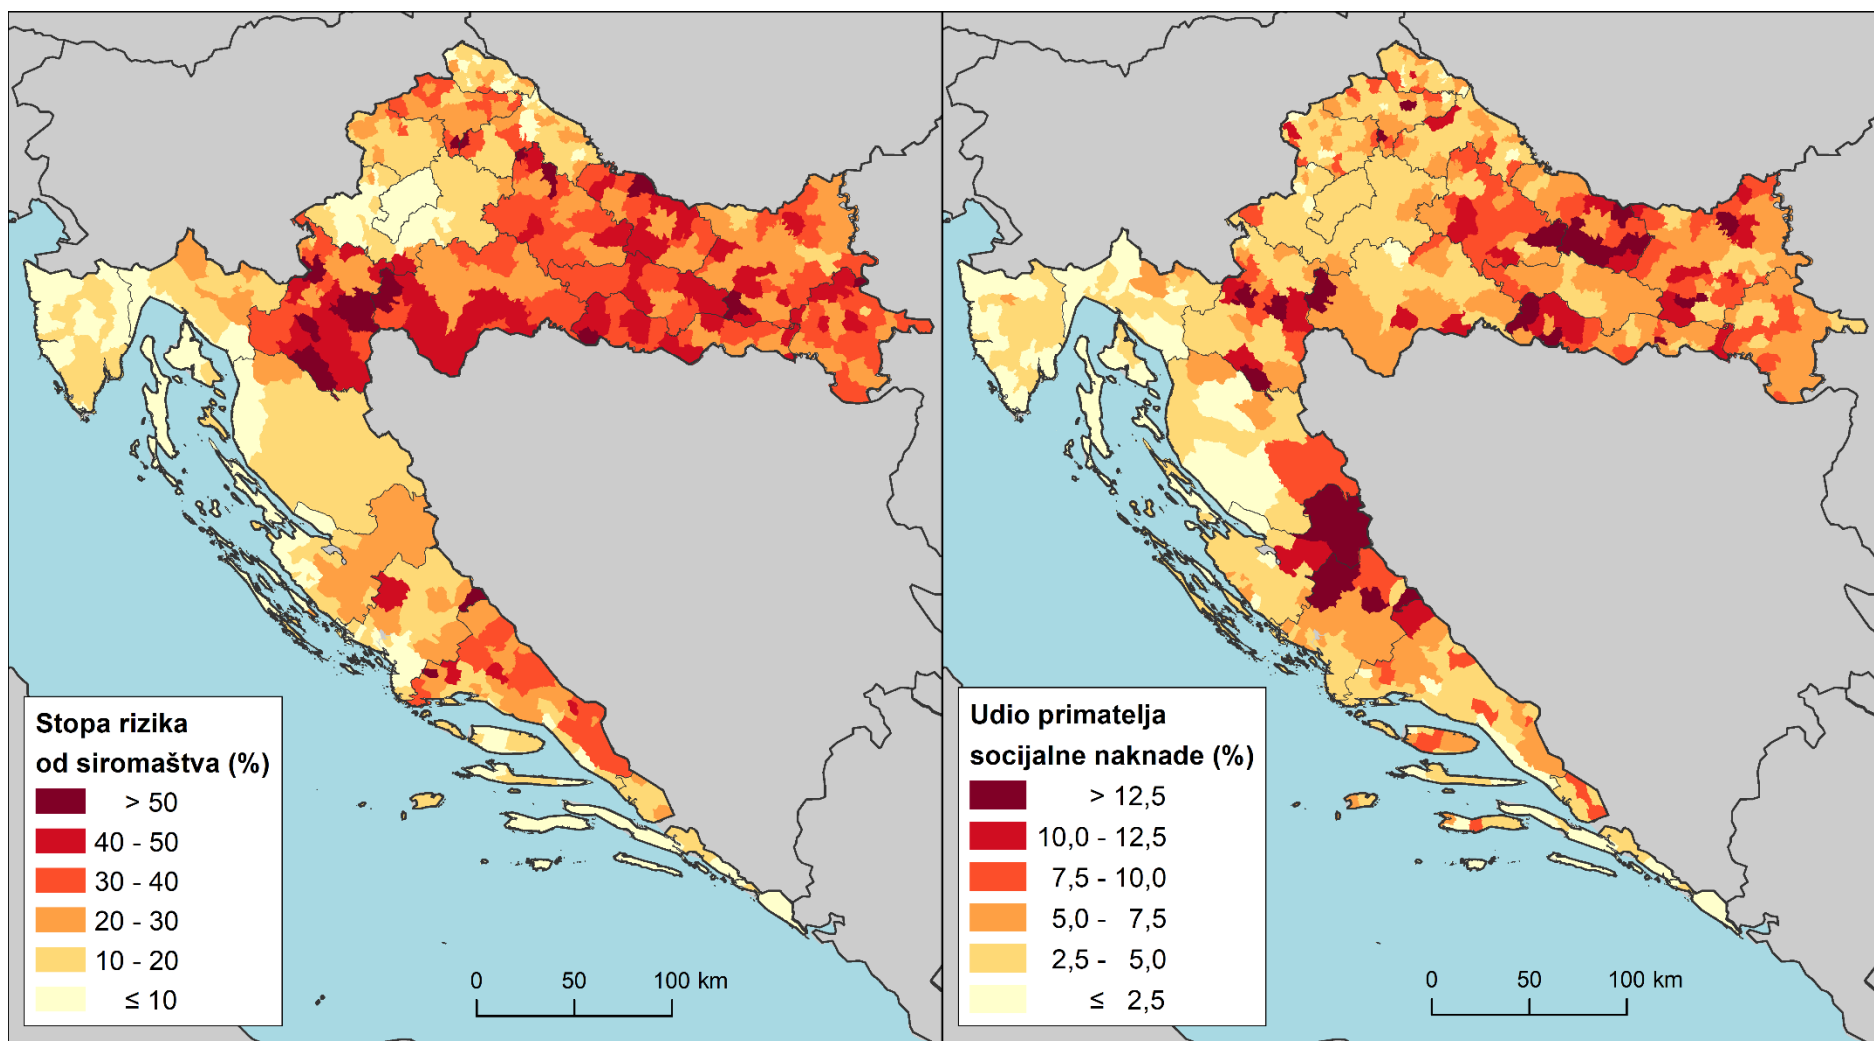 Stopa rizika
od siromaštva (%)
> 50
40 - 50
30 - 40
20 - 30
10 - 20
≤ 10
0 50 100 km
Udio primatelja
socijalne naknade (%)
> 12,5
10,0 - 12,5
7,5 - 10,0
5,0 - 7,5
2,5 - 5,0
≤ 2,5
0 50 100 km